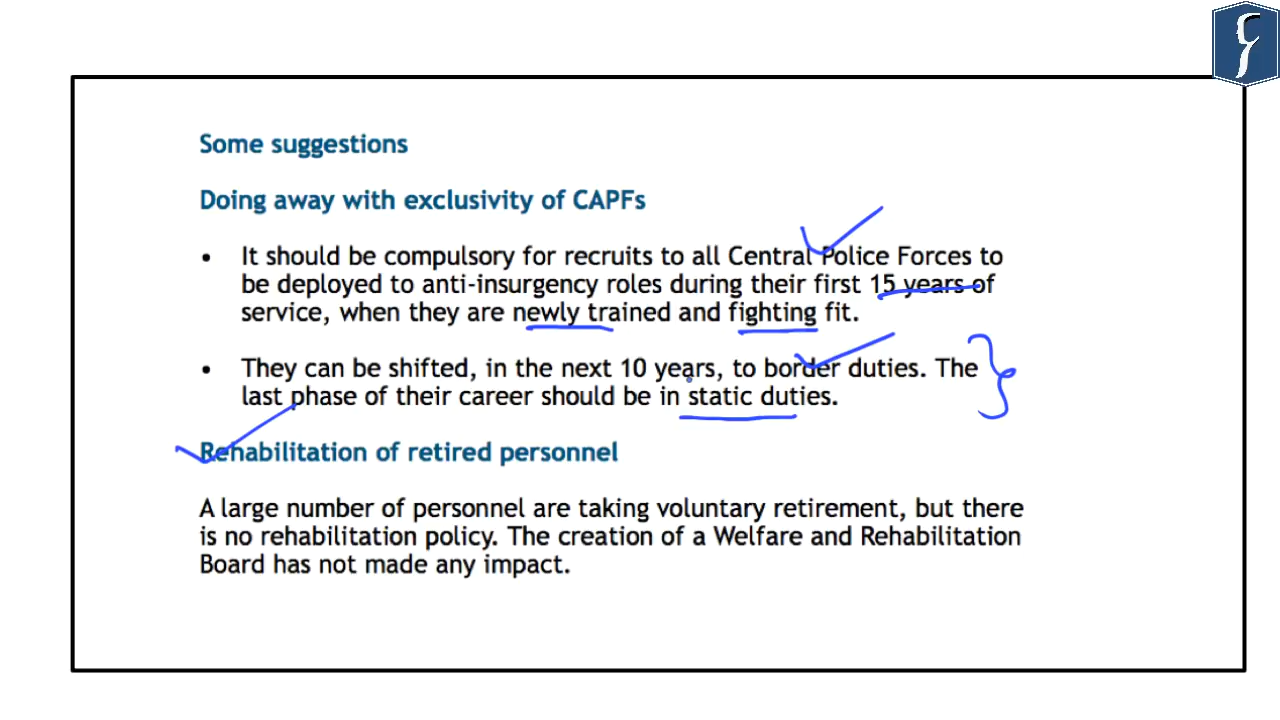 Some suggestions
Doing away with exclusivity of CAPFs
• It should be compulsory for recruits to all Central Police Forces to
be deployed to anti-insurgency roles during their first 15 years of
service, when they are newly trained and fighting fit.
• They can be shifted, in the next 10 years, to border duties. The
last phase of their career should be in static duties.
Rehabilitation of retired personnel
A large number of personnel are taking voluntary retirement, but there
is no rehabilitation policy. The creation of a Welfare and Rehabilitation
Board has not made any impact.